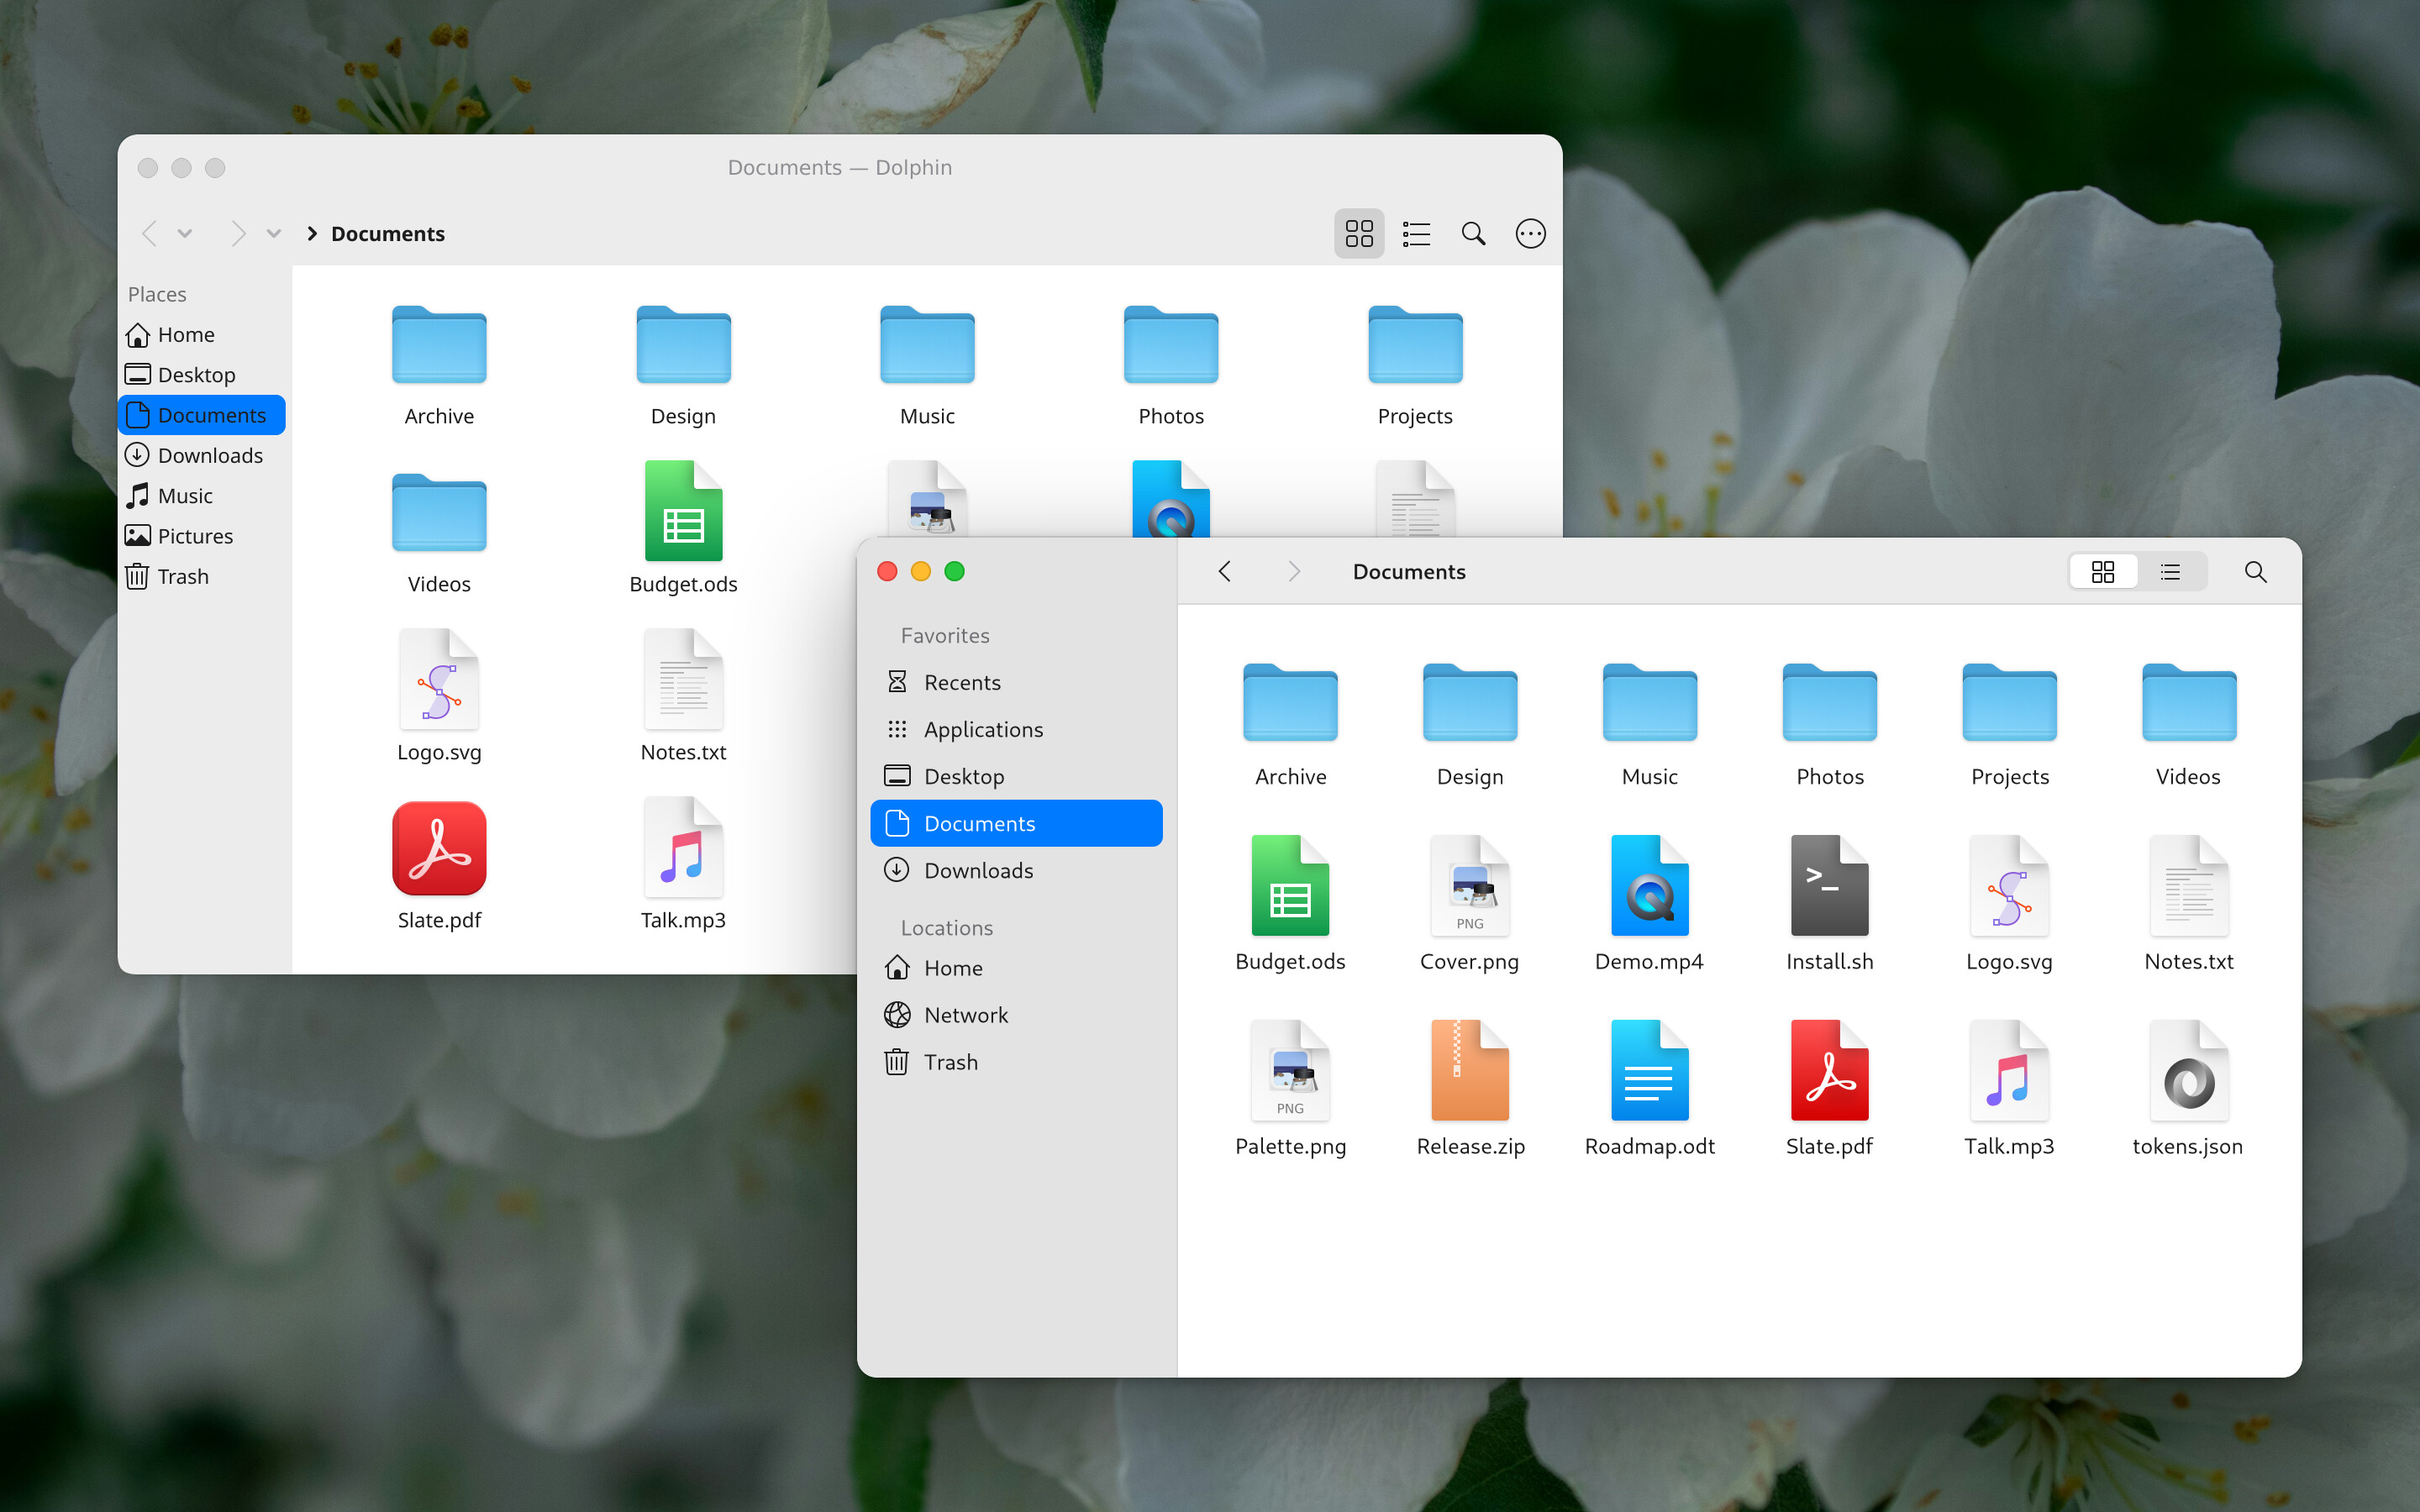 Documents — Dolphin
Documents
Places
Home
Desktop
Documents
Downloads
Music
Pictures
Trash
Archive
Design
Music
Photos
Projects
Videos
Budget.ods
Logo.svg
Notes.txt
Slate.pdf
Talk.mp3
Documents
Favorites
Recents
Applications
Desktop
Documents
Downloads
Locations
Home
Network
Trash
Archive
Design
Music
Photos
Projects
Videos
PNG
>_
Budget.ods
Cover.png
Demo.mp4
Install.sh
Logo.svg
Notes.txt
PNG
Palette.png
Release.zip
Roadmap.odt
Slate.pdf
Talk.mp3
tokens.json